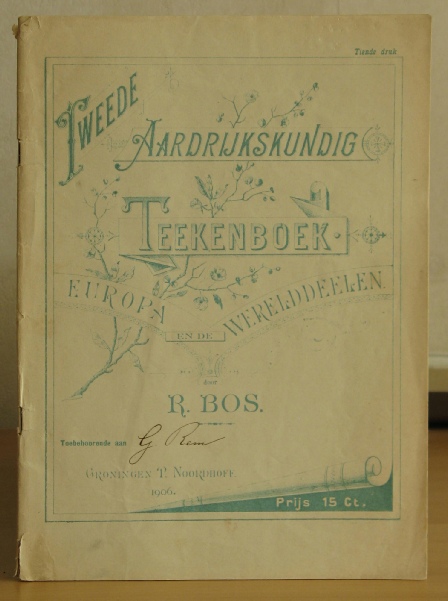 Tiende druk
TWEEDE
AARDRIJKSKUNDIG
TEEKENBOEK.
EUROPA
EN DE
WERELDDEELEN.
door
R. BOS.
Toebehoorende aan
GRONINGEN P. NOORDHOFF
1906.
Prijs 15 Ct.